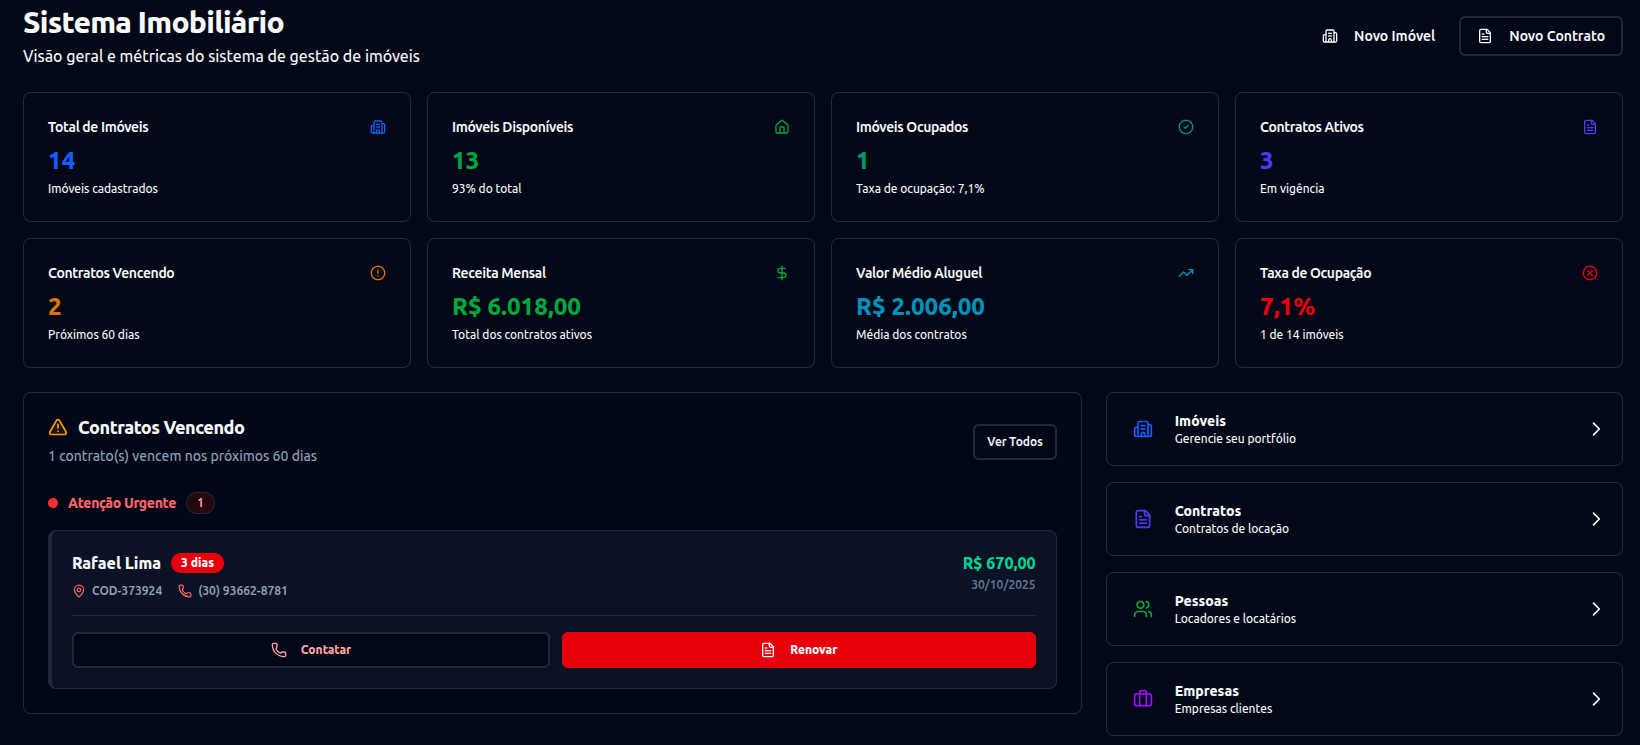 Sistema Imobiliário
Visão geral e métricas do sistema de gestão de imóveis
Novo Imóvel
Novo Contrato
Total de Imóveis
14
Imóveis cadastrados
Imóveis Disponíveis
13
93% do total
Imóveis Ocupados
1
Taxa de ocupação: 7,1%
Contratos Ativos
3
Em vigência
Contratos Vencendo
2
Próximos 60 dias
Receita Mensal
R$ 6.018,00
Total dos contratos ativos
Valor Médio Aluguel
R$ 2.006,00
Média dos contratos
Taxa de Ocupação
7,1%
1 de 14 imóveis
Contratos Vencendo
1 contrato(s) vencem nos próximos 60 dias
Ver Todos
Atenção Urgente 1
Rafael Lima 3 dias
R$ 670,00
COD-373924 (30) 93662-8781
30/10/2025
Contatar
Renovar
Imóveis
Gerencie seu portfólio
Contratos
Contratos de locação
Pessoas
Locadores e locatários
Empresas
Empresas clientes